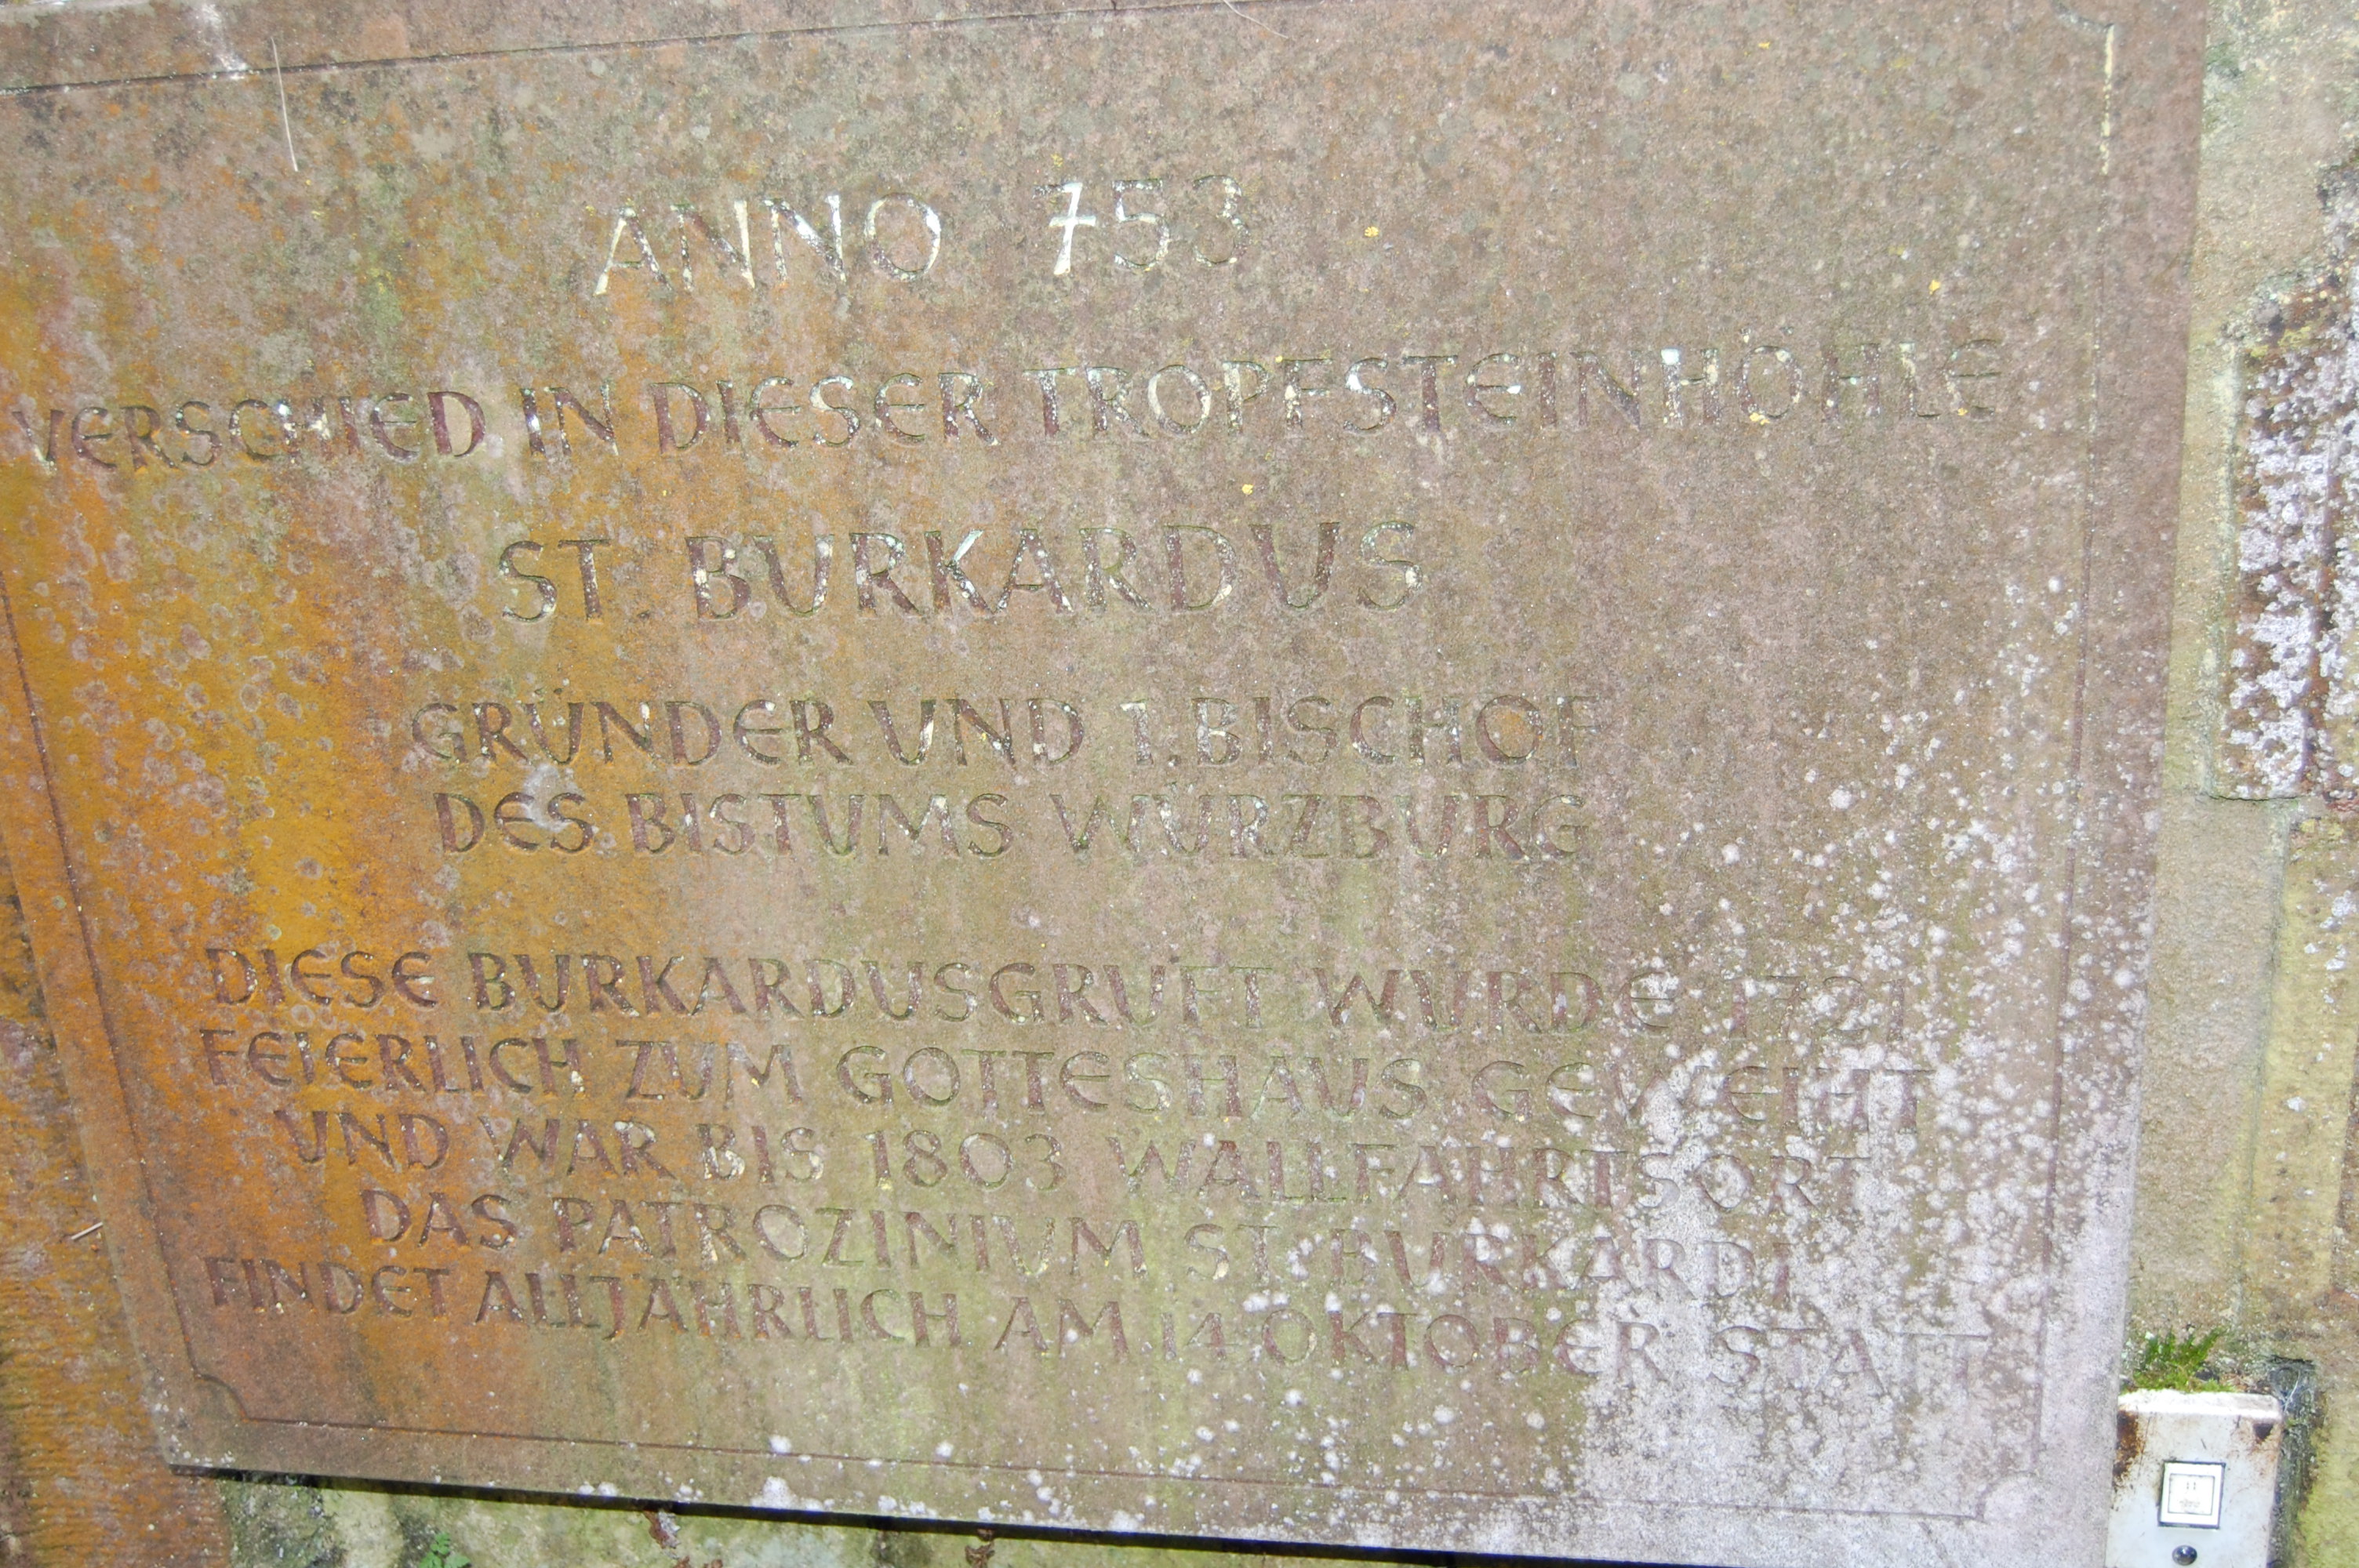 ANNO 753
VERSCHIED IN DIESER TROPFSTEINHÖHLE
ST. BURKARDUS
GRÜNDER UND 1. BISCHOF
DES BISTUMS WÜRZBURG
DIESE BURKARDUSGRUFT WURDE 1721
FEIERLICH ZUM GOTTESHAUS GEWEIHT
UND WAR BIS 1803 WALLFAHRTSORT
DAS PATROZINIUM ST. BURKARDI
FINDET ALLJÄHRLICH AM 14. OKTOBER STATT